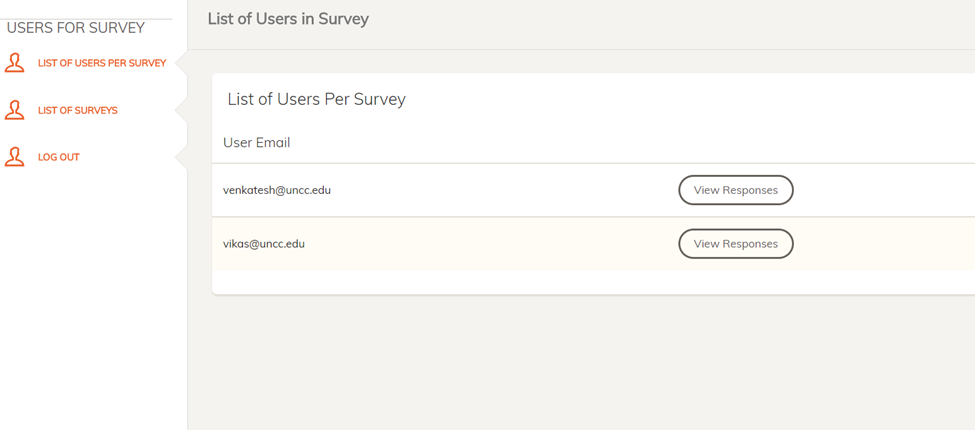 USERS FOR SURVEY
LIST OF USERS PER SURVEY
LIST OF SURVEYS
LOG OUT
List of Users in Survey
List of Users Per Survey
User Email
venkatesh@uncc.edu View Responses
vikas@uncc.edu View Responses